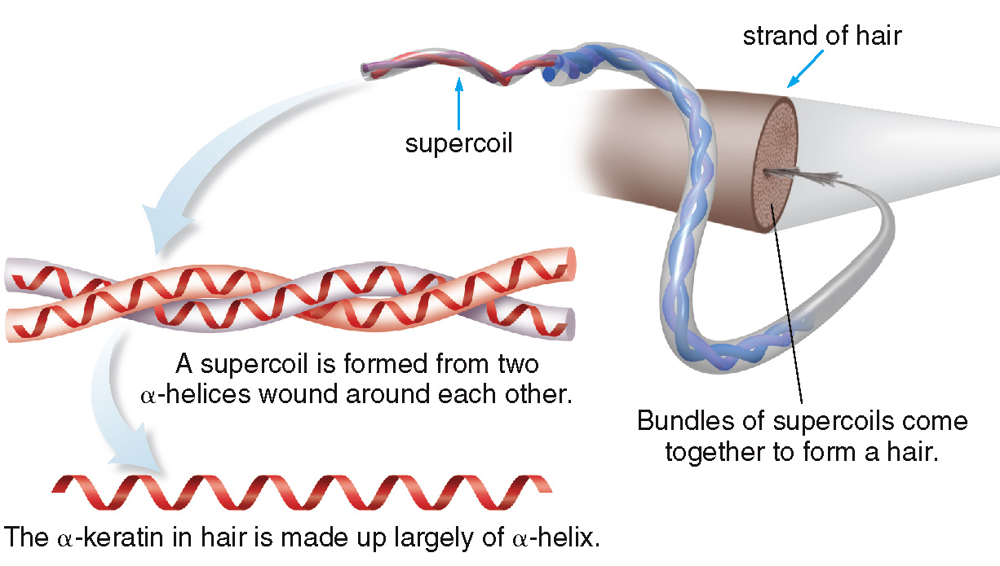 strand of hair
supercoil
A supercoil is formed from two
α-helices wound around each other.
Bundles of supercoils come
together to form a hair.
The α-keratin in hair is made up largely of α-helix.